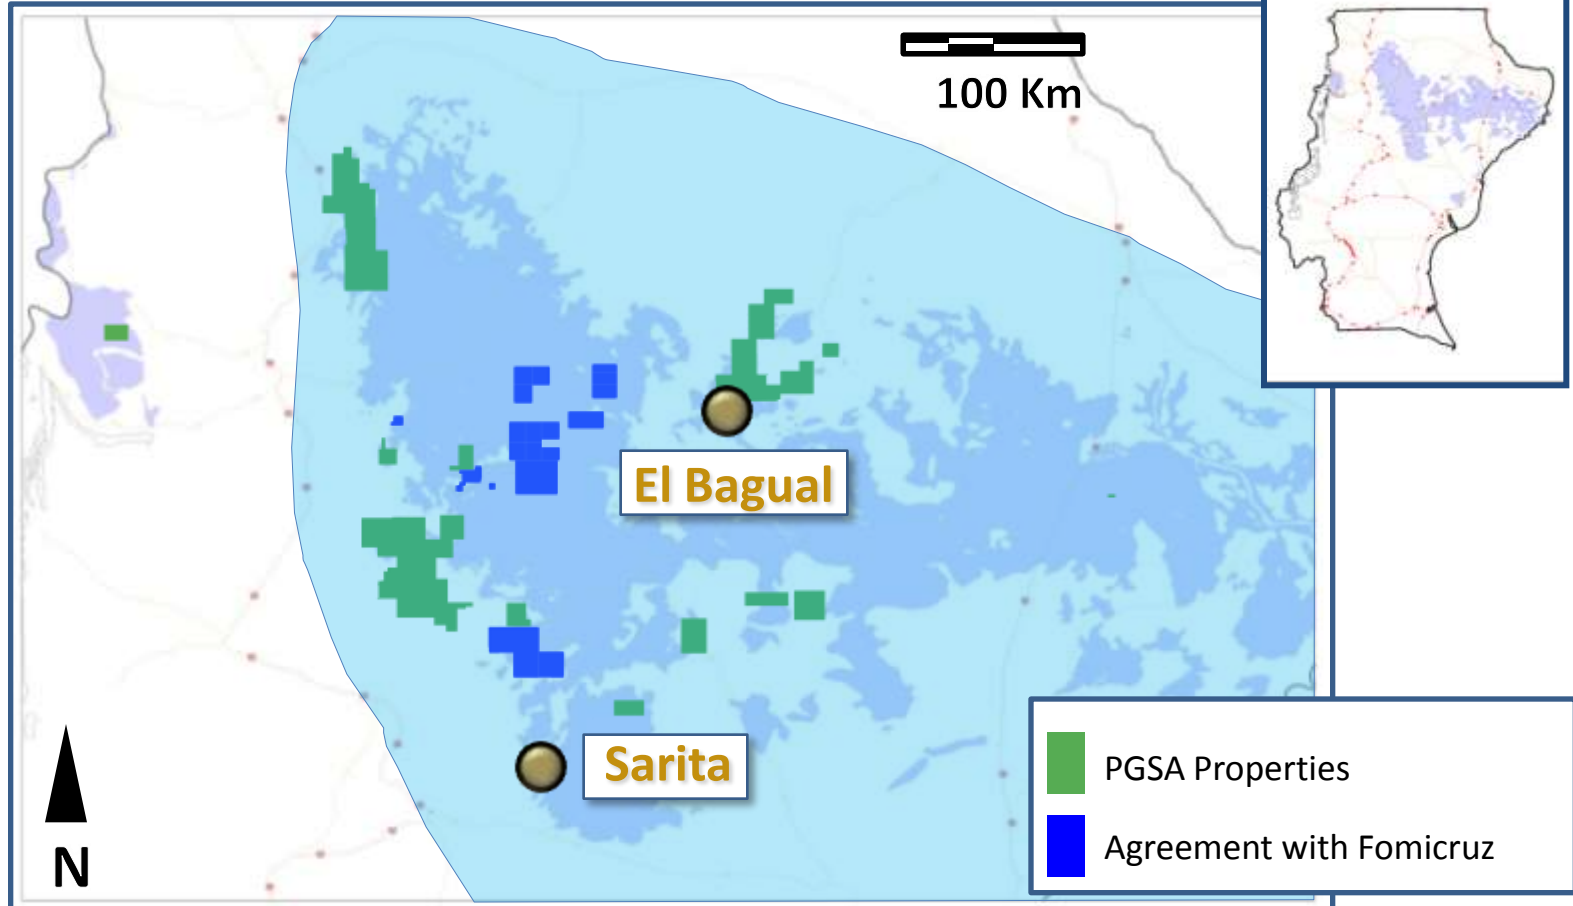 100 Km
El Bagual
Sarita
N
PGSA Properties
Agreement with Fomicruz